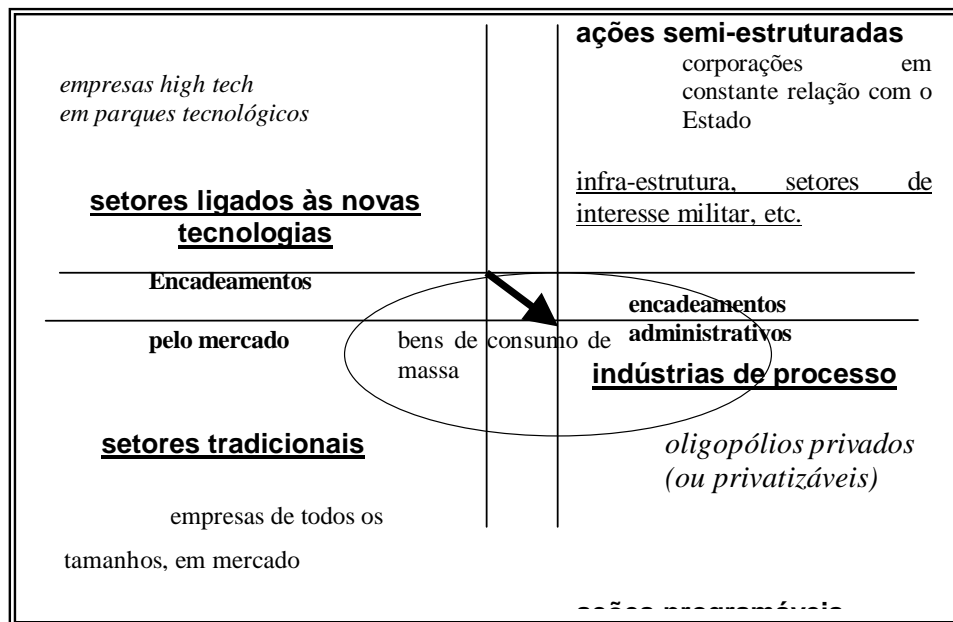 ações semi-estruturadas
corporações em
constante relação com o
Estado
infra-estrutura, setores de
interesse militar, etc.
empresas high tech
em parques tecnológicos
setores ligados às novas
tecnologias
Encadeamentos
pelo mercado
encadeamentos
administrativos
bens de consumo de
massa
indústrias de processo
setores tradicionais
oligopólios privados
(ou privatizáveis)
empresas de todos os
tamanhos, em mercado
ações programáveis